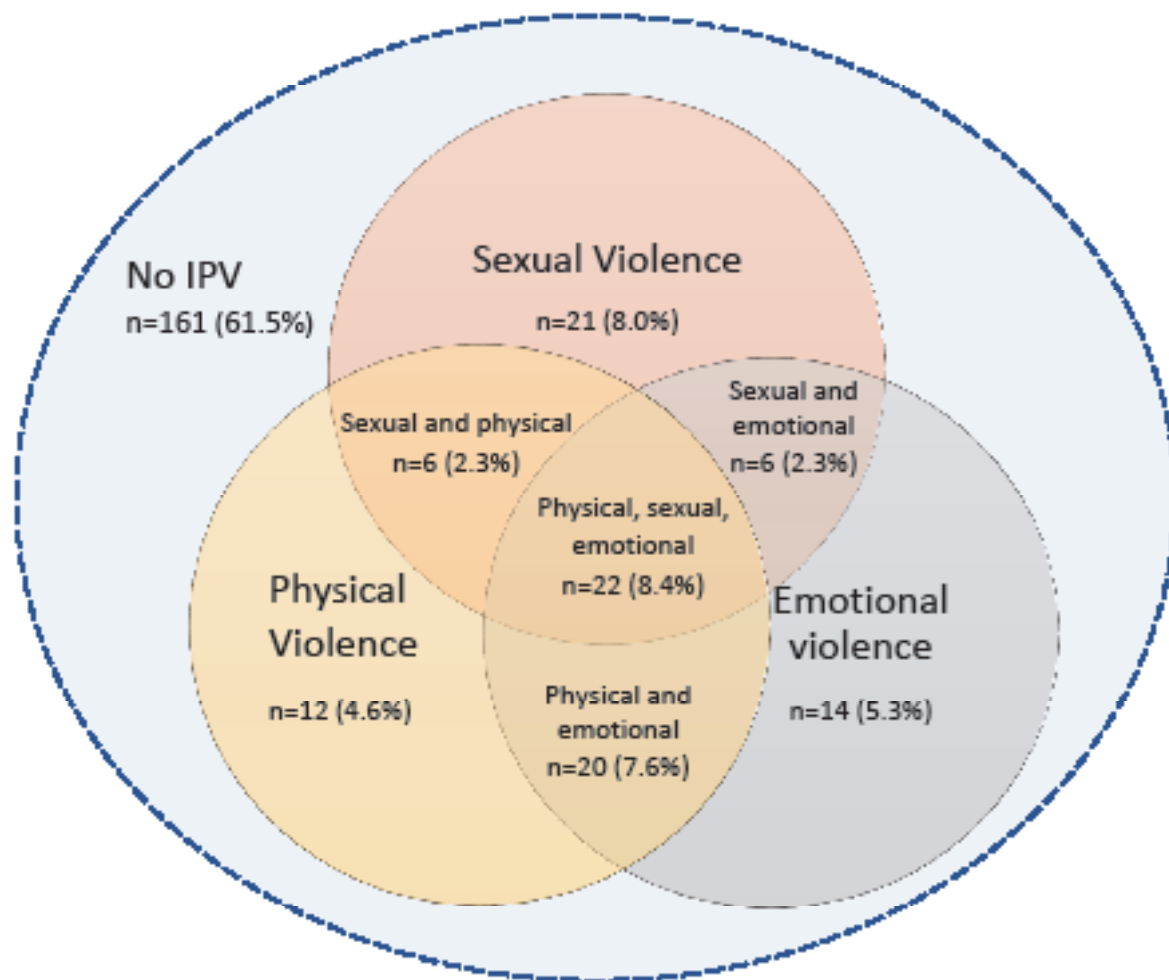 No IPV
n=161 (61.5%)
Sexual Violence
n=21 (8.0%)
Sexual and physical
n=6 (2.3%)
Sexual and
emotional
n=6 (2.3%)
Physical, sexual,
emotional
n=22 (8.4%)
Physical
Violence
n=12 (4.6%)
Emotional
violence
n=14 (5.3%)
Physical and
emotional
n=20 (7.6%)